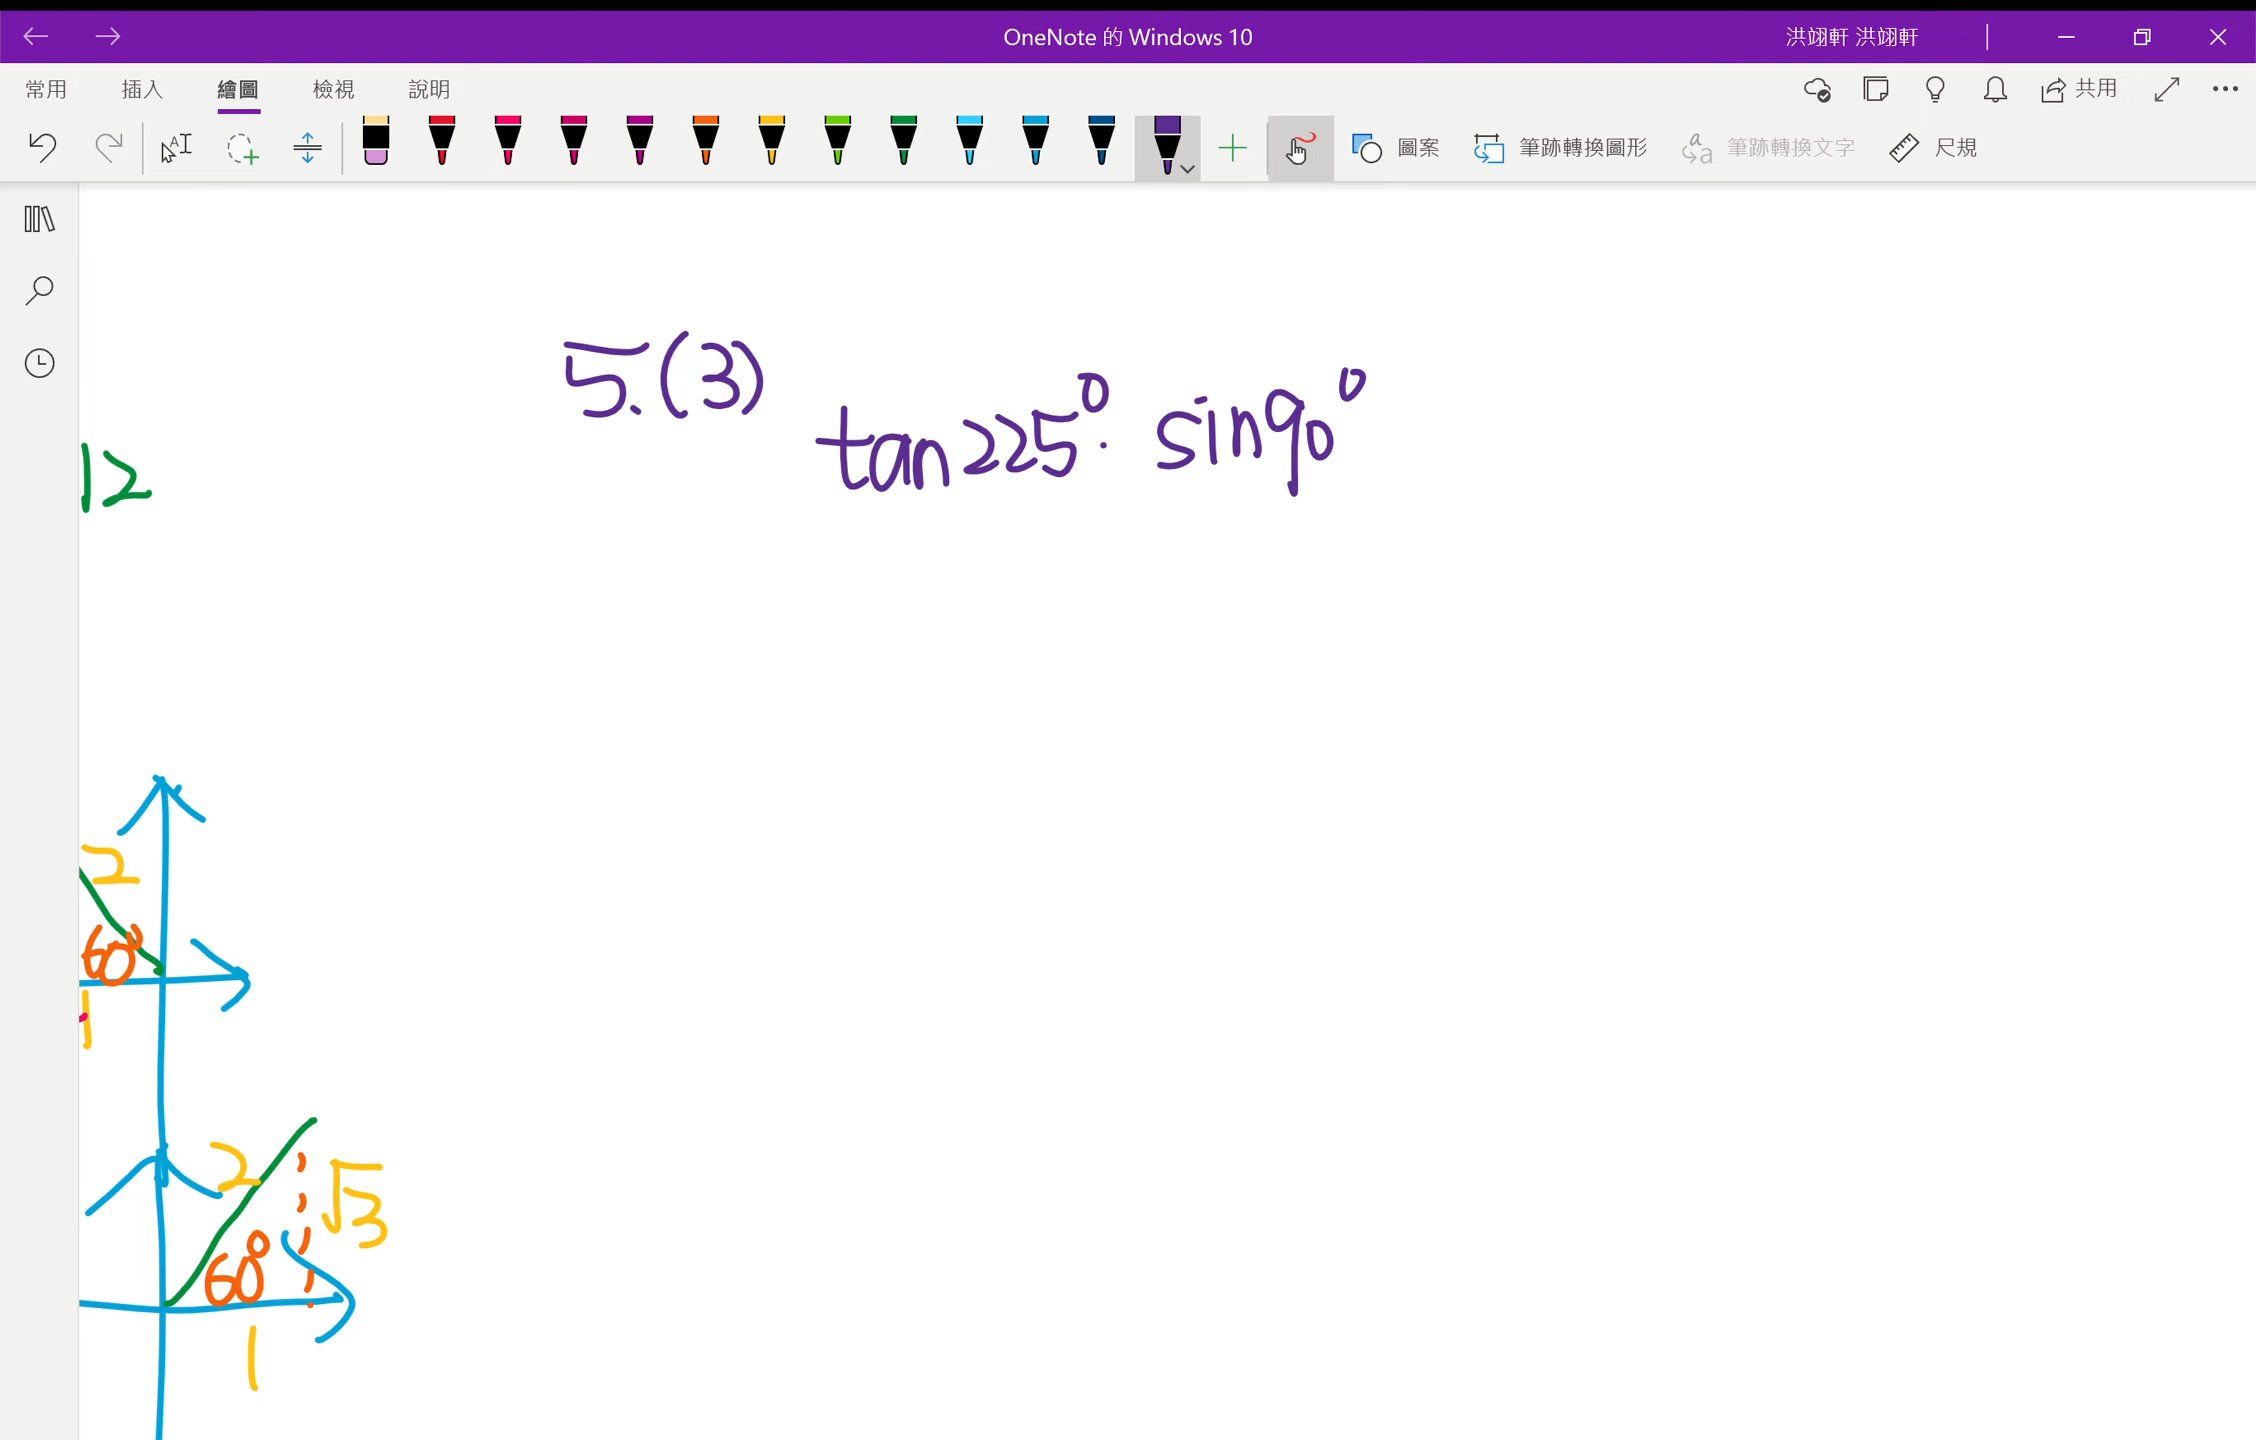 OneNote 的 Windows 10
洪翊軒 洪翊軒
常用 插入 繪圖 檢視 說明
共用
圖案 筆跡轉換圖形 筆跡轉換文字 尺規
5.(3)
tan225°· sin90°
12
2
60°
1
2
√3
60°
1